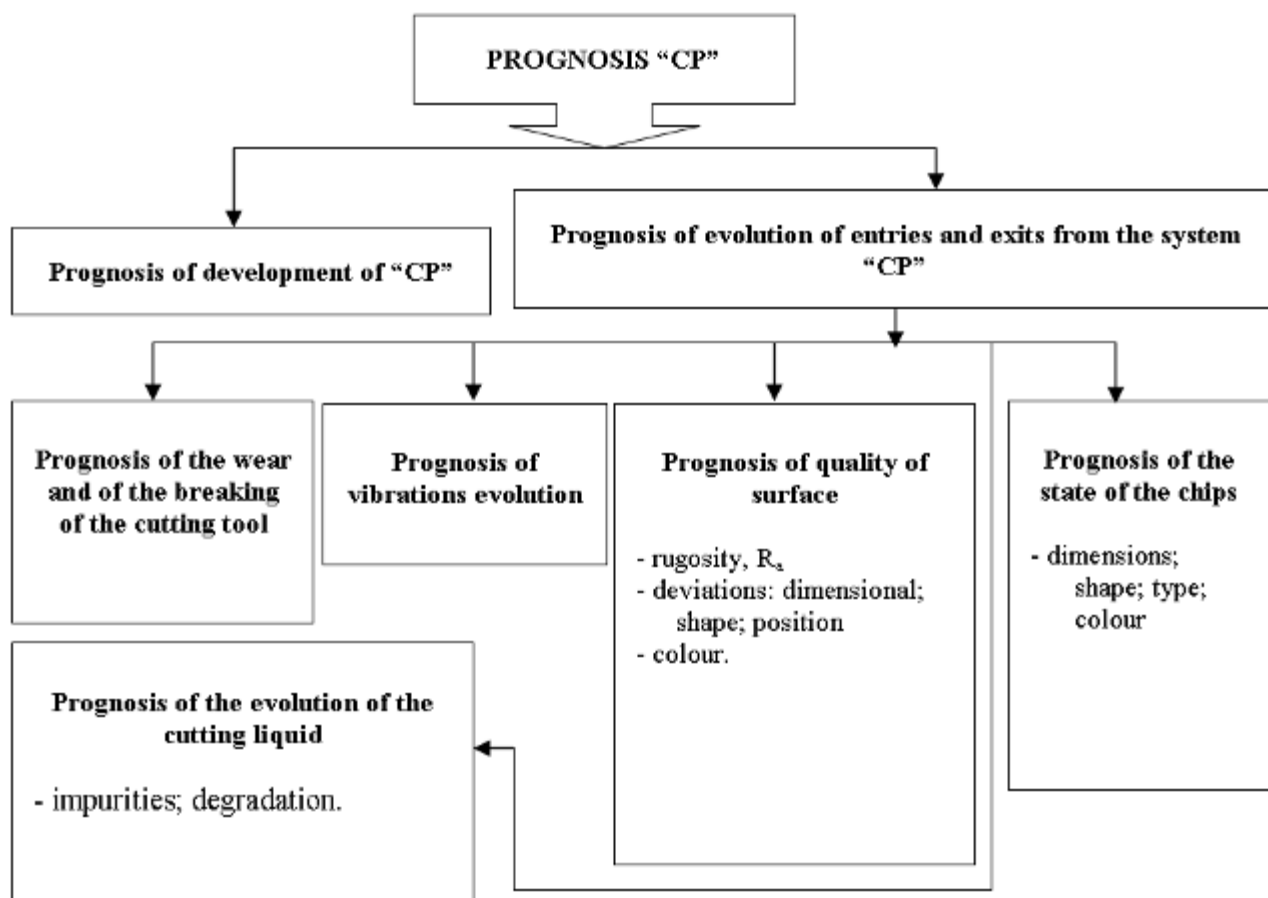 PROGNOSIS “CP”
Prognosis of development of “CP”
Prognosis of evolution of entries and exits from the system
“CP”
Prognosis of the wear
and of the breaking
of the cutting tool
Prognosis of
vibrations evolution
Prognosis of quality of
surface
- rugosity, Rₐ
- deviations: dimensional;
shape; position
- colour.
Prognosis of the
state of the chips
- dimensions;
shape; type;
colour
Prognosis of the evolution of the
cutting liquid
- impurities; degradation.